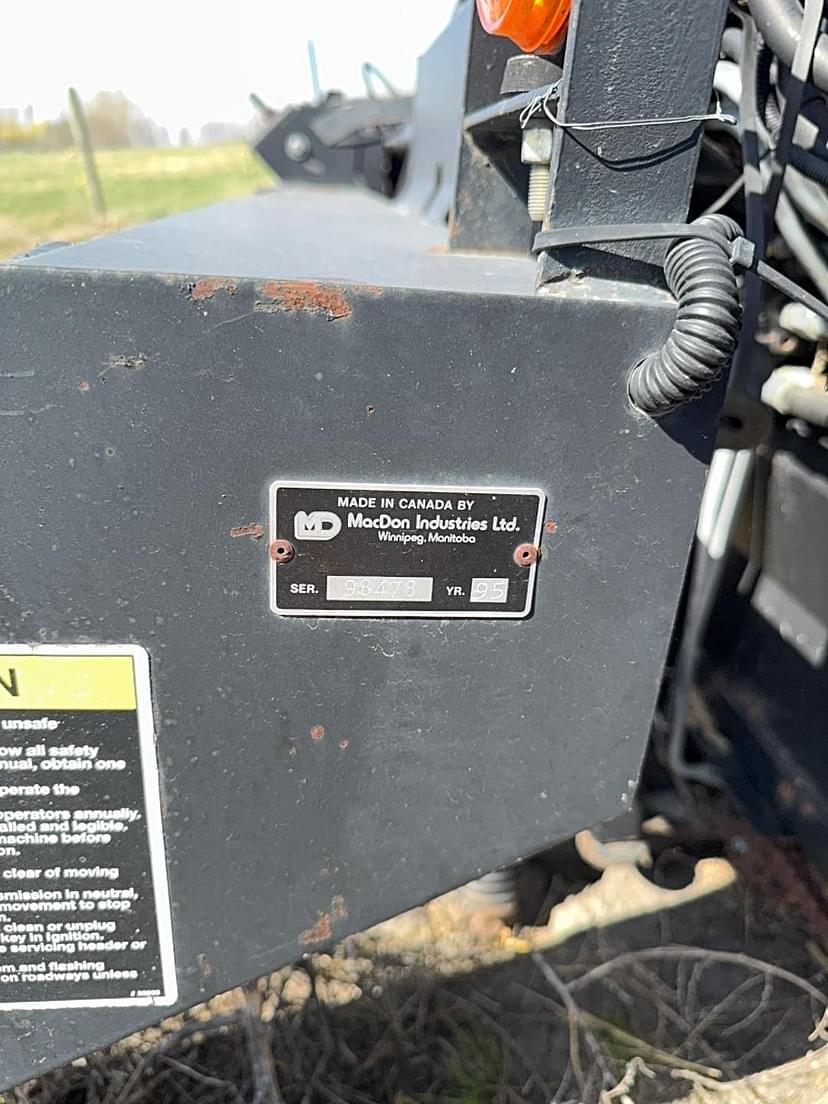 MADE IN CANADA BY
MD MacDon Industries Ltd.
Winnipeg, Manitoba
SER. 98478 YR. 95
N
unsafe
ow all safety
nual, obtain one
perate the
operators annually.
alled and legible,
machine before
on.
clear of moving
smission in neutral,
movement to stop
n.
clean or unplug
key in ignition.
servicing header or
em and flashing
on roadways unless